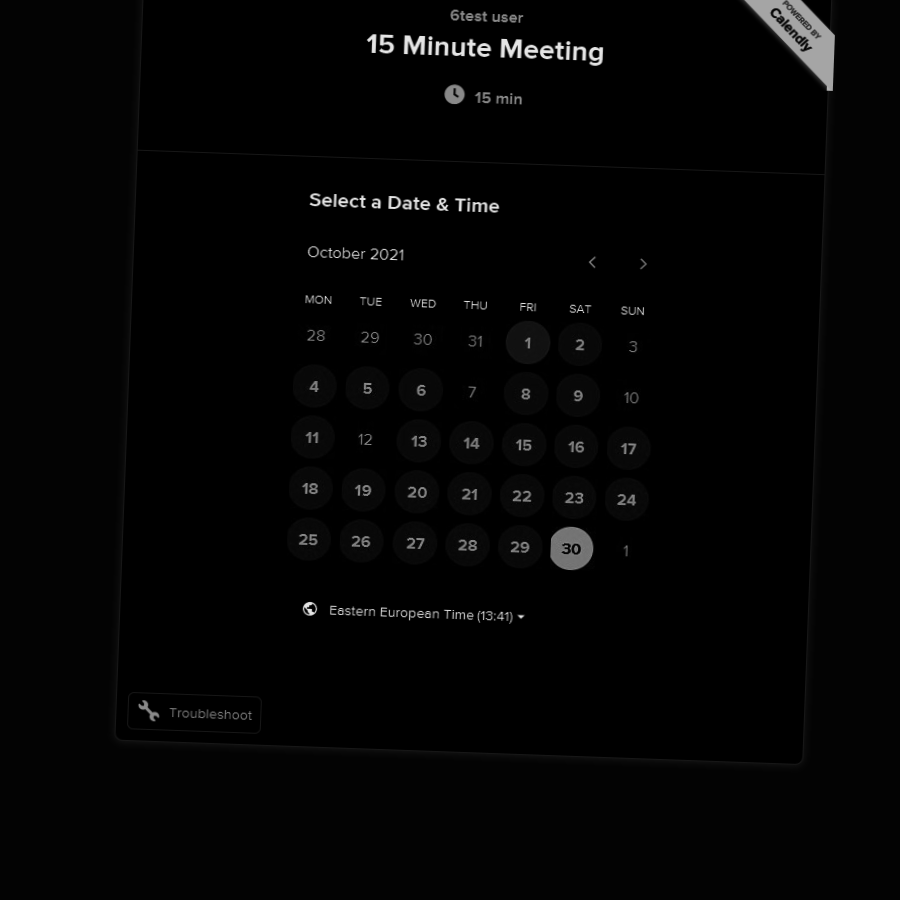 6test user
15 Minute Meeting
15 min
POWERED BY
Calendly
Select a Date & Time
October 2021
MON TUE WED THU FRI SAT SUN
28 29 30 31 1 2 3
4 5 6 7 8 9 10
11 12 13 14 15 16 17
18 19 20 21 22 23 24
25 26 27 28 29 30 1
Eastern European Time (13:41)
Troubleshoot